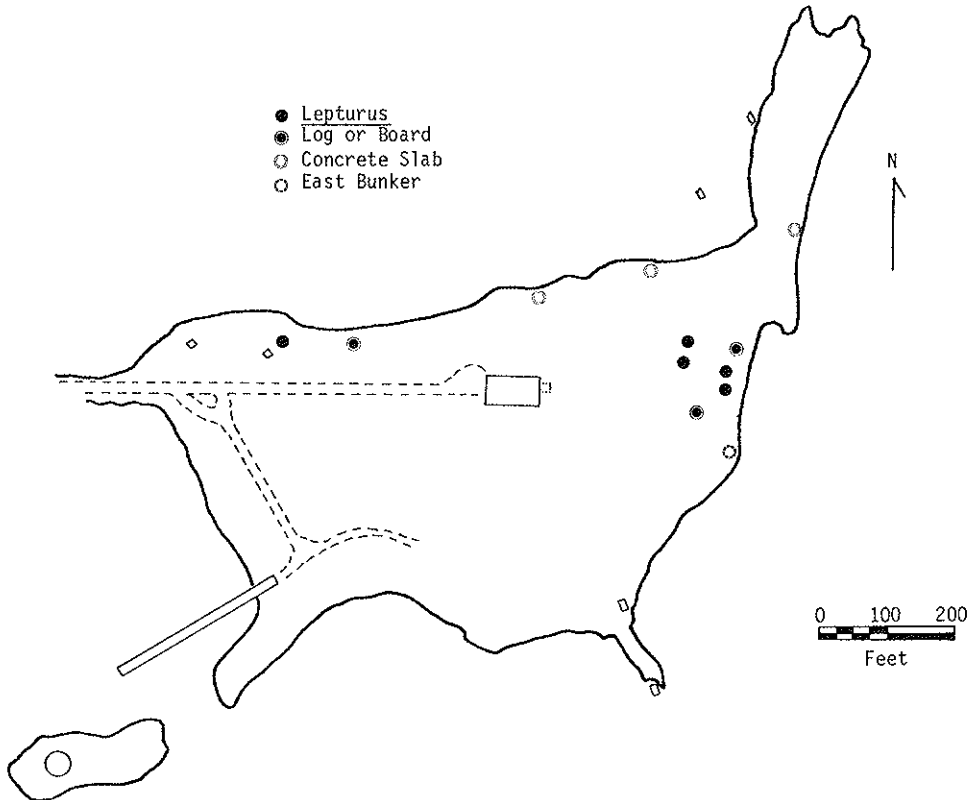 Lepturus
Log or Board
Concrete Slab
East Bunker
N
0 100 200
Feet